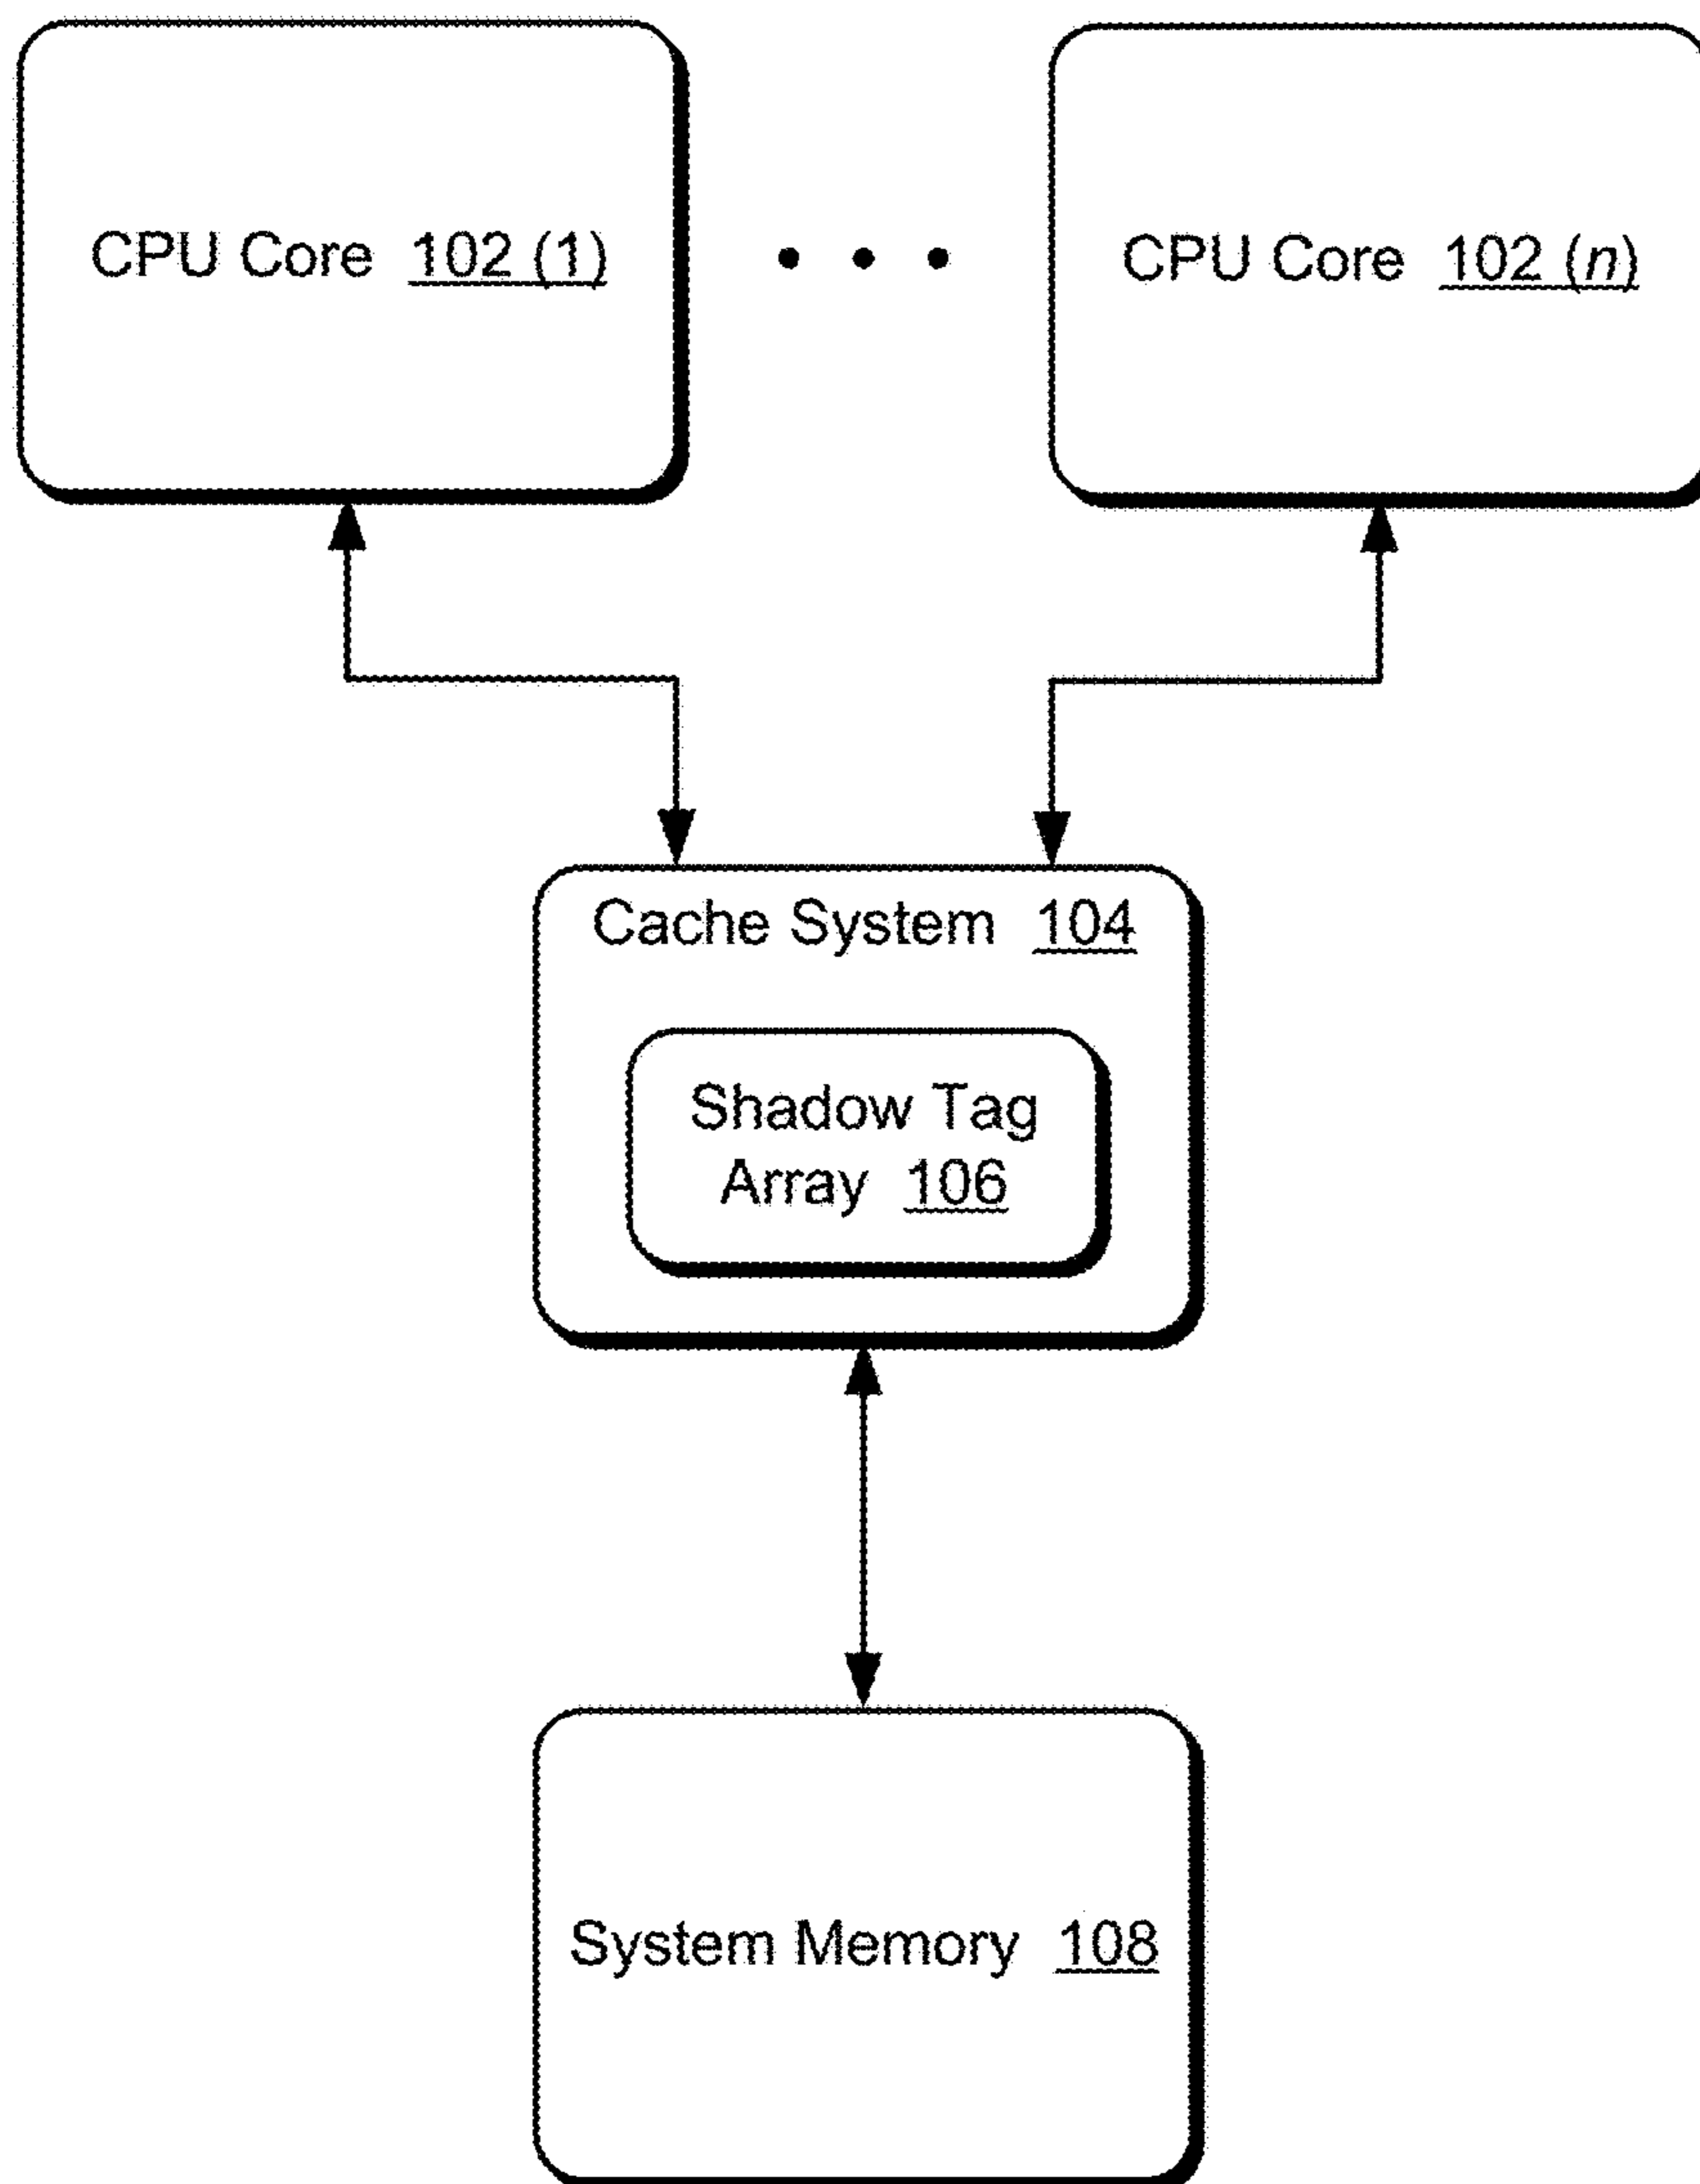 CPU Core 102 (1)
CPU Core 102 (n)
Cache System 104
Shadow Tag
Array 106
System Memory 108